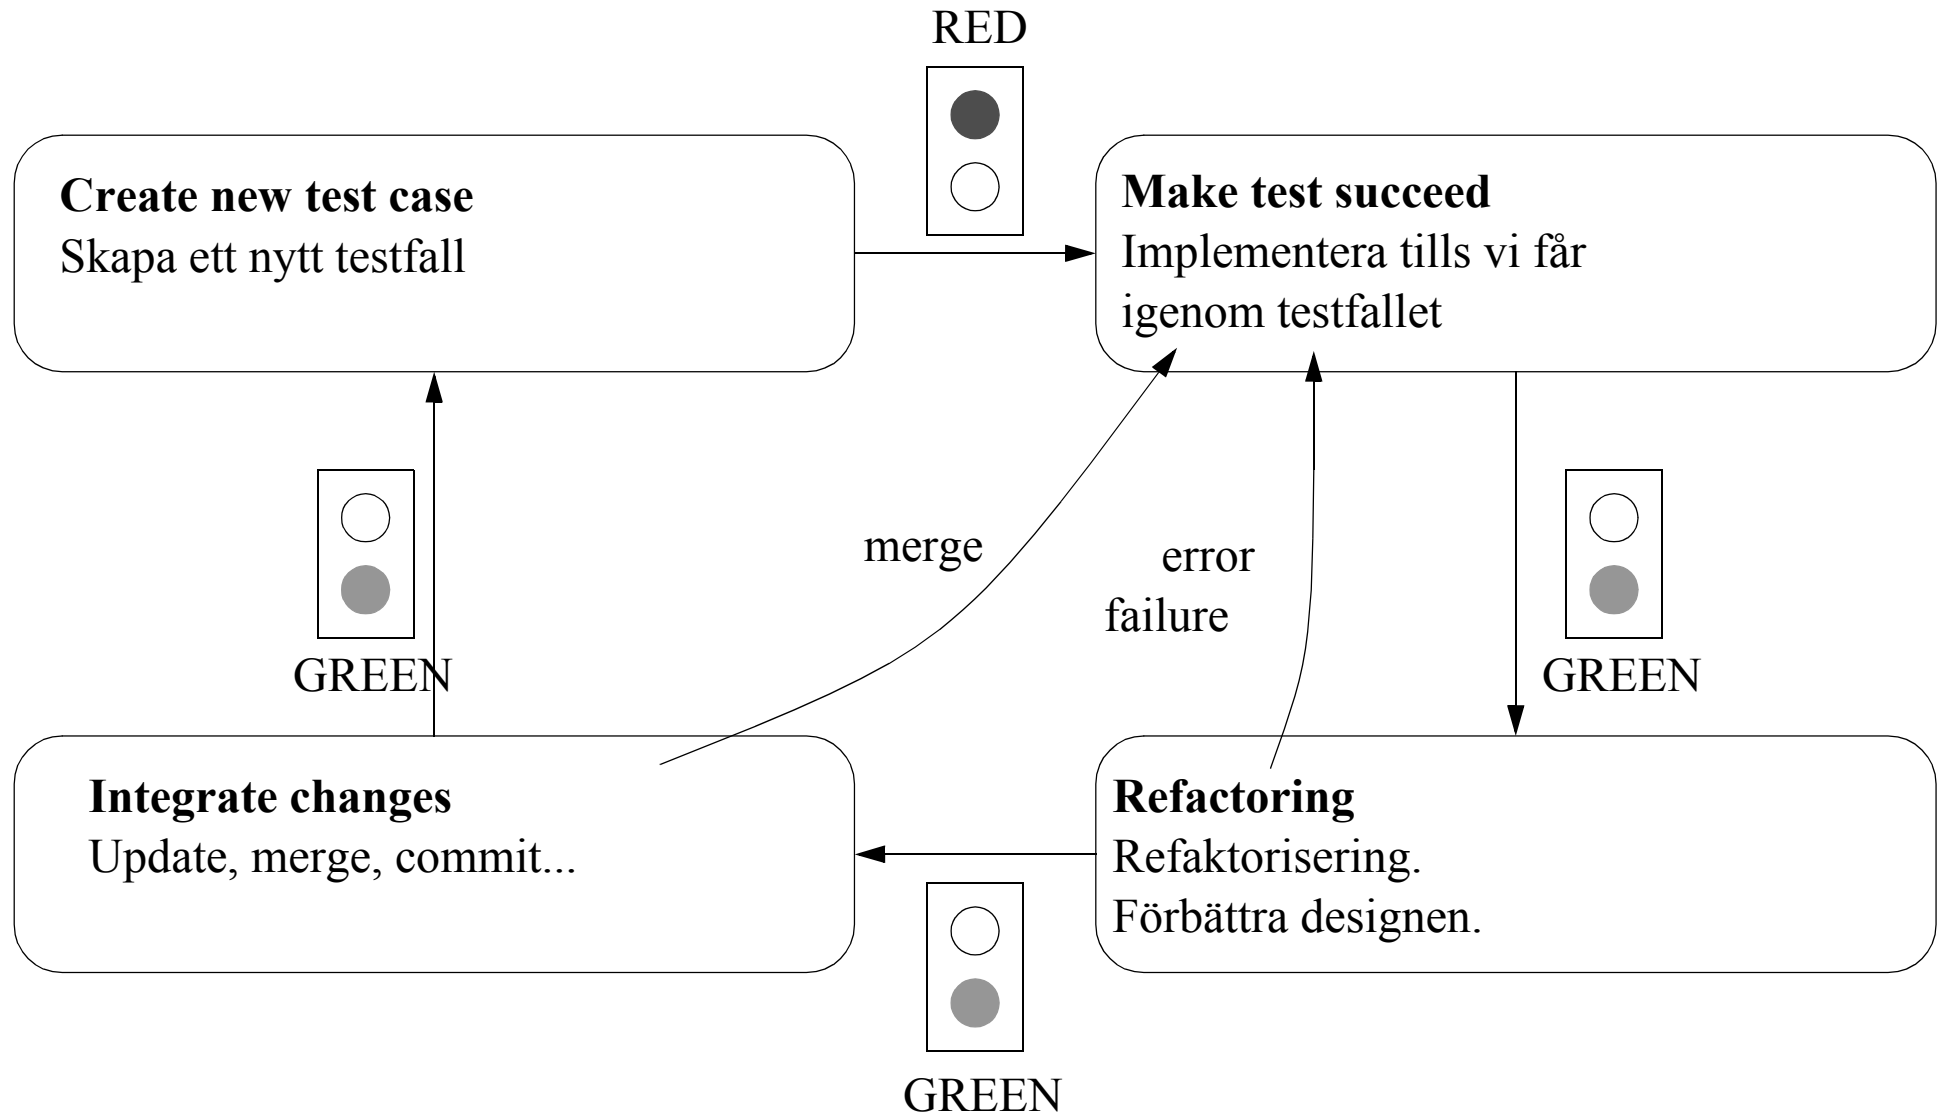 RED
Create new test case
Skapa ett nytt testfall
Make test succeed
Implementera tills vi får
igenom testfallet
merge
error
failure
GREEN
GREEN
Integrate changes
Update, merge, commit...
Refactoring
Refaktorisering.
Förbättra designen.
GREEN